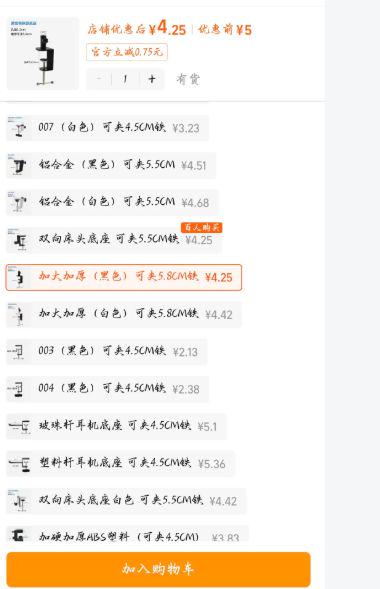 店铺优惠后¥4.25 优惠前¥5
官方立减0.75元
- 1 + 有货
007 (白色) 可夹4.5CM铁 ¥3.23
铝合金 (黑色) 可夹5.5CM ¥4.51
铝合金 (白色) 可夹5.5CM ¥4.68
百人购买
双向床头底座 可夹5.5CM铁 ¥4.25
加大加厚 (黑色) 可夹5.8CM铁 ¥4.25
加大加厚 (白色) 可夹5.8CM铁 ¥4.42
003 (黑色) 可夹4.5CM铁 ¥2.13
004 (黑色) 可夹4.5CM铁 ¥2.38
玻珠杆耳机底座 可夹4.5CM铁 ¥5.1
塑料杆耳机底座 可夹4.5CM铁 ¥5.36
双向床头底座白色 可夹5.5CM铁 ¥4.42
加硬加厚ABS塑料 (可夹4.5CM) ¥3.83
加入购物车